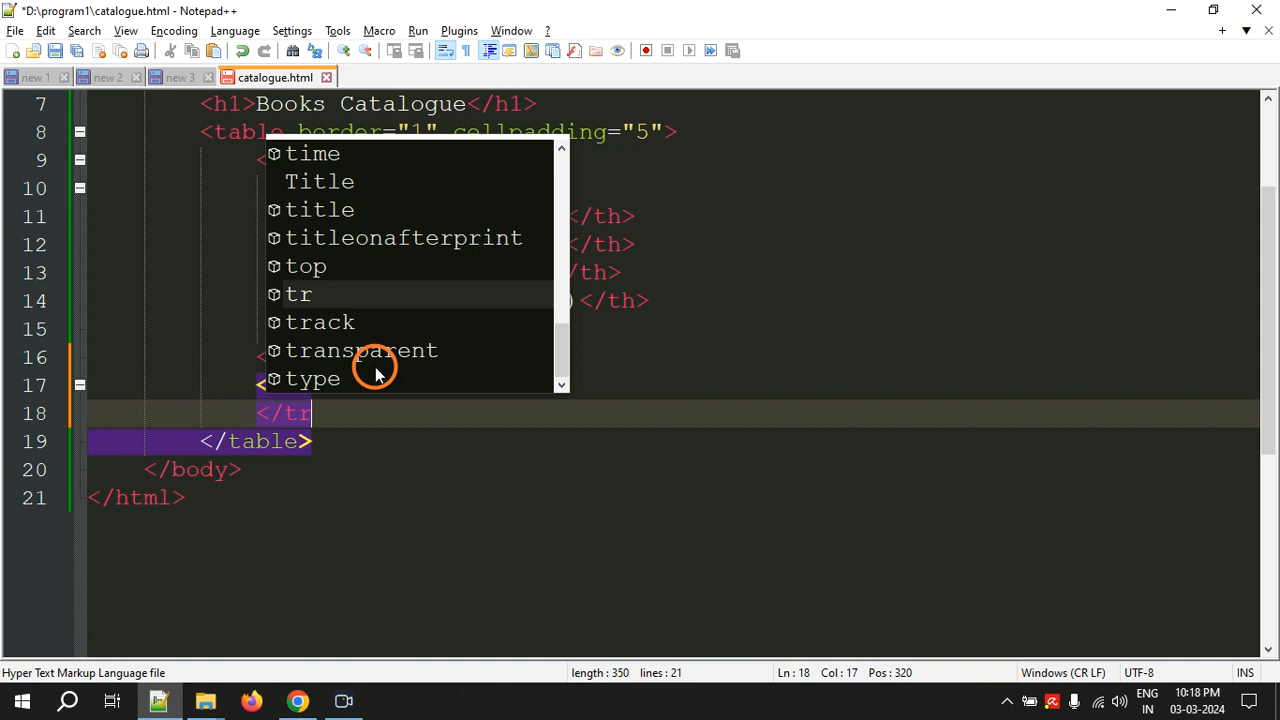 *D:\program1\catalogue.html - Notepad++
File Edit Search View Encoding Language Settings Tools Macro Run Plugins Window ?
new 1 new 2 new 3 catalogue.html
7 <h1>Books Catalogue</h1>
8 <table border="1" cellpadding="5">
9 <
10
11 </th>
12 </th>
13 </th>
14 )</th>
15
16 <
17 <
18 </tr
19 </table>
20 </body>
21 </html>
time
Title
title
titleonafterprint
top
tr
track
transparent
type
Hyper Text Markup Language file length : 350 lines : 21 Ln : 18 Col : 17 Pos : 320 Windows (CR LF) UTF-8 INS
ENG
IN
10:18 PM
03-03-2024